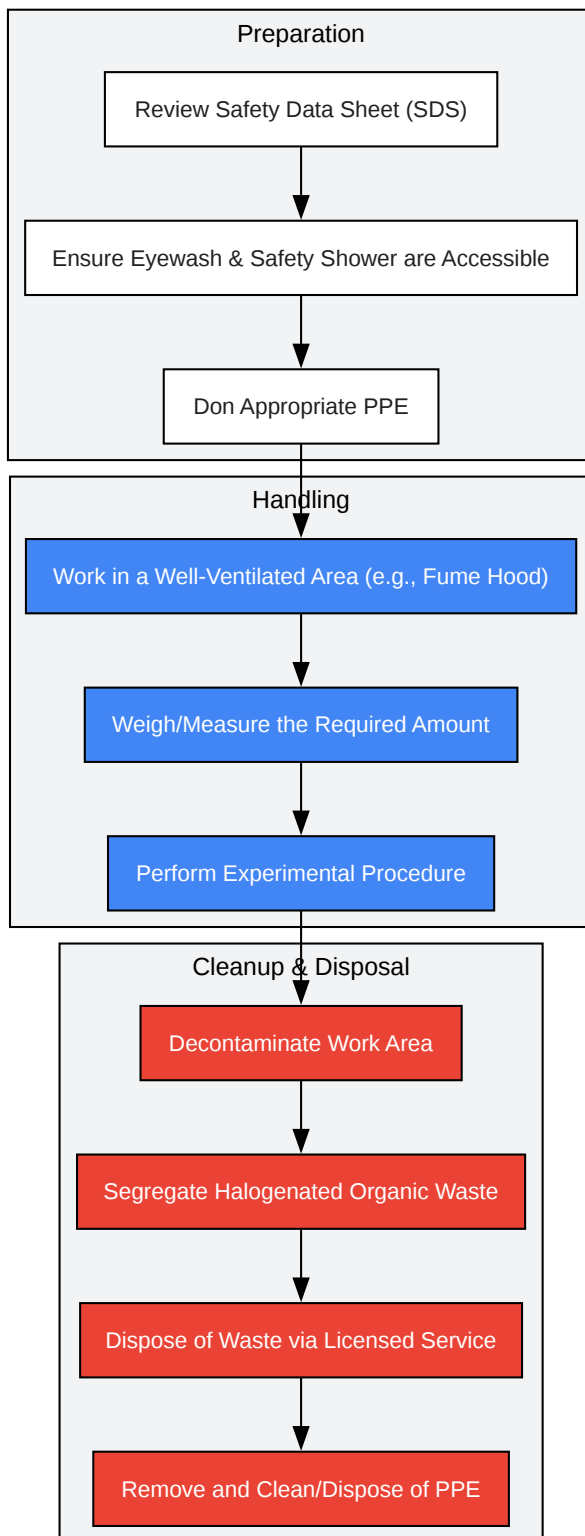 Preparation
Review Safety Data Sheet (SDS)
Ensure Eyewash & Safety Shower are Accessible
Don Appropriate PPE
Handling
Work in a Well-Ventilated Area (e.g., Fume Hood)
Weigh/Measure the Required Amount
Perform Experimental Procedure
Cleanup & Disposal
Decontaminate Work Area
Segregate Halogenated Organic Waste
Dispose of Waste via Licensed Service
Remove and Clean/Dispose of PPE